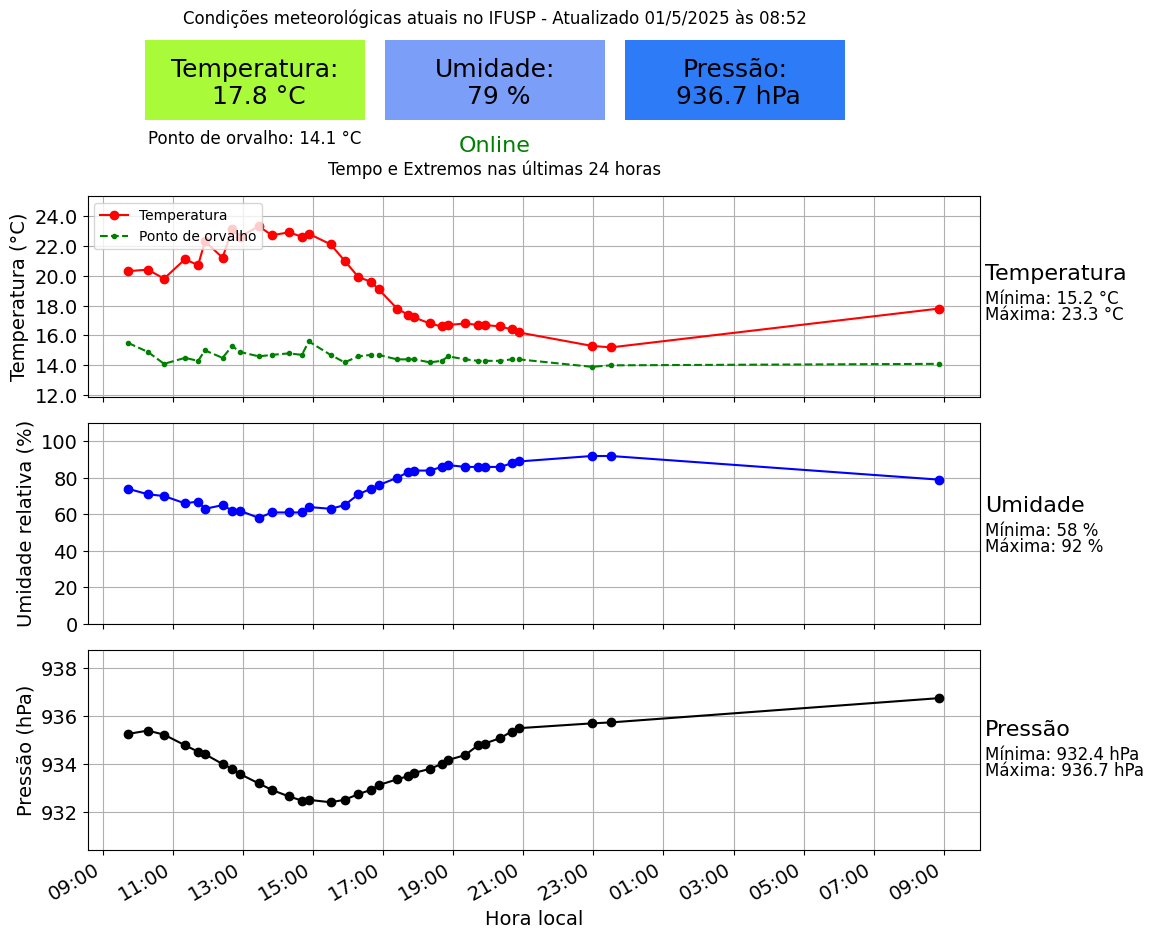 Condições meteorológicas atuais no IFUSP - Atualizado 01/5/2025 às 08:52
Temperatura:
17.8 °C
Umidade:
79 %
Pressão:
936.7 hPa
Ponto de orvalho: 14.1 °C
Online
Tempo e Extremos nas últimas 24 horas
Temperatura (°C)
24.0
22.0
20.0
18.0
16.0
14.0
12.0
Temperatura
Ponto de orvalho
Temperatura
Mínima: 15.2 °C
Máxima: 23.3 °C
Umidade relativa (%)
100
80
60
40
20
0
Umidade
Mínima: 58 %
Máxima: 92 %
Pressão (hPa)
938
936
934
932
Pressão
Mínima: 932.4 hPa
Máxima: 936.7 hPa
09:00
11:00
13:00
15:00
17:00
19:00
21:00
23:00
01:00
03:00
05:00
07:00
09:00
Hora local